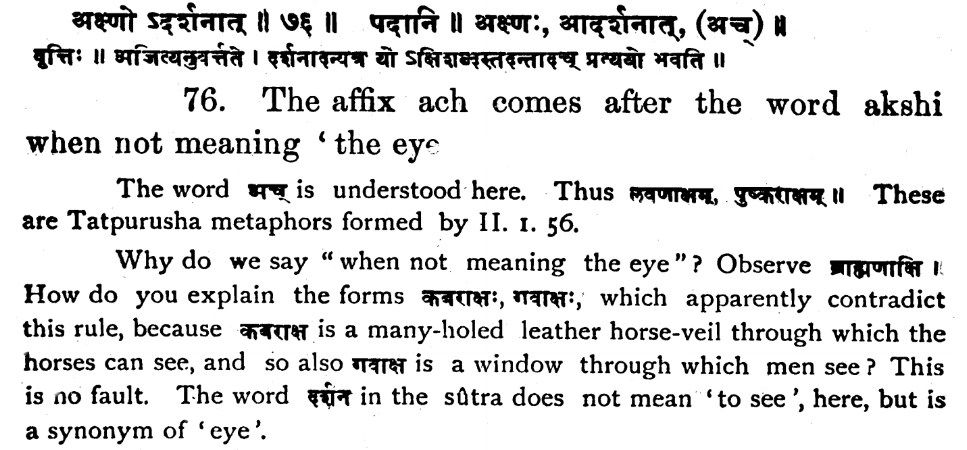 अक्ष्णो ऽदर्शनात् ॥ ७६ ॥ पदानि ॥ अक्ष्णः, आदर्शनात्, (अच्) ॥
वृत्तिः ॥ अजित्यनुवर्त्तते । दर्शनादन्यत्र यो ऽक्षिशब्दस्तदन्तादच् प्रत्ययो भवति ॥
76. The affix ach comes after the word akshi
when not meaning ‘the eye
The word अच् is understood here. Thus लवणाक्षम्, पुष्कराक्षम् ॥ These
are Tatpurusha metaphors formed by II. 1. 56.
Why do we say “when not meaning the eye”? Observe ब्राह्मणाक्षि ।
How do you explain the forms कबराक्षः, गवाक्षः, which apparently contradict
this rule, because कबराक्ष is a many-holed leather horse-veil through which the
horses can see, and so also गवाक्ष is a window through which men see? This
is no fault. The word दर्शन in the sûtra does not mean ‘to see’, here, but is
a synonym of ‘eye’.